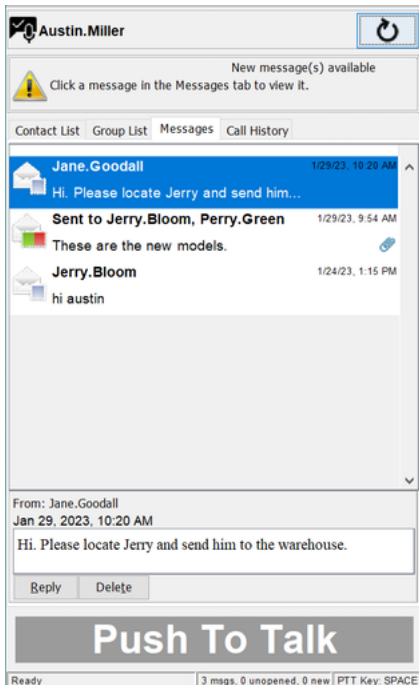 Austin.Miller
New message(s) available
Click a message in the Messages tab to view it.
Contact List Group List Messages Call History
Jane.Goodall 1/29/23, 10:20 AM
Hi. Please locate Jerry and send him...
Sent to Jerry.Bloom, Perry.Green 1/29/23, 9:54 AM
These are the new models.
Jerry.Bloom 1/24/23, 1:15 PM
hi austin
From: Jane.Goodall
Jan 29, 2023, 10:20 AM
Hi. Please locate Jerry and send him to the warehouse.
Reply Delete
Push To Talk
Ready 3 msgs, 0 unopened, 0 new PTT Key: SPACE